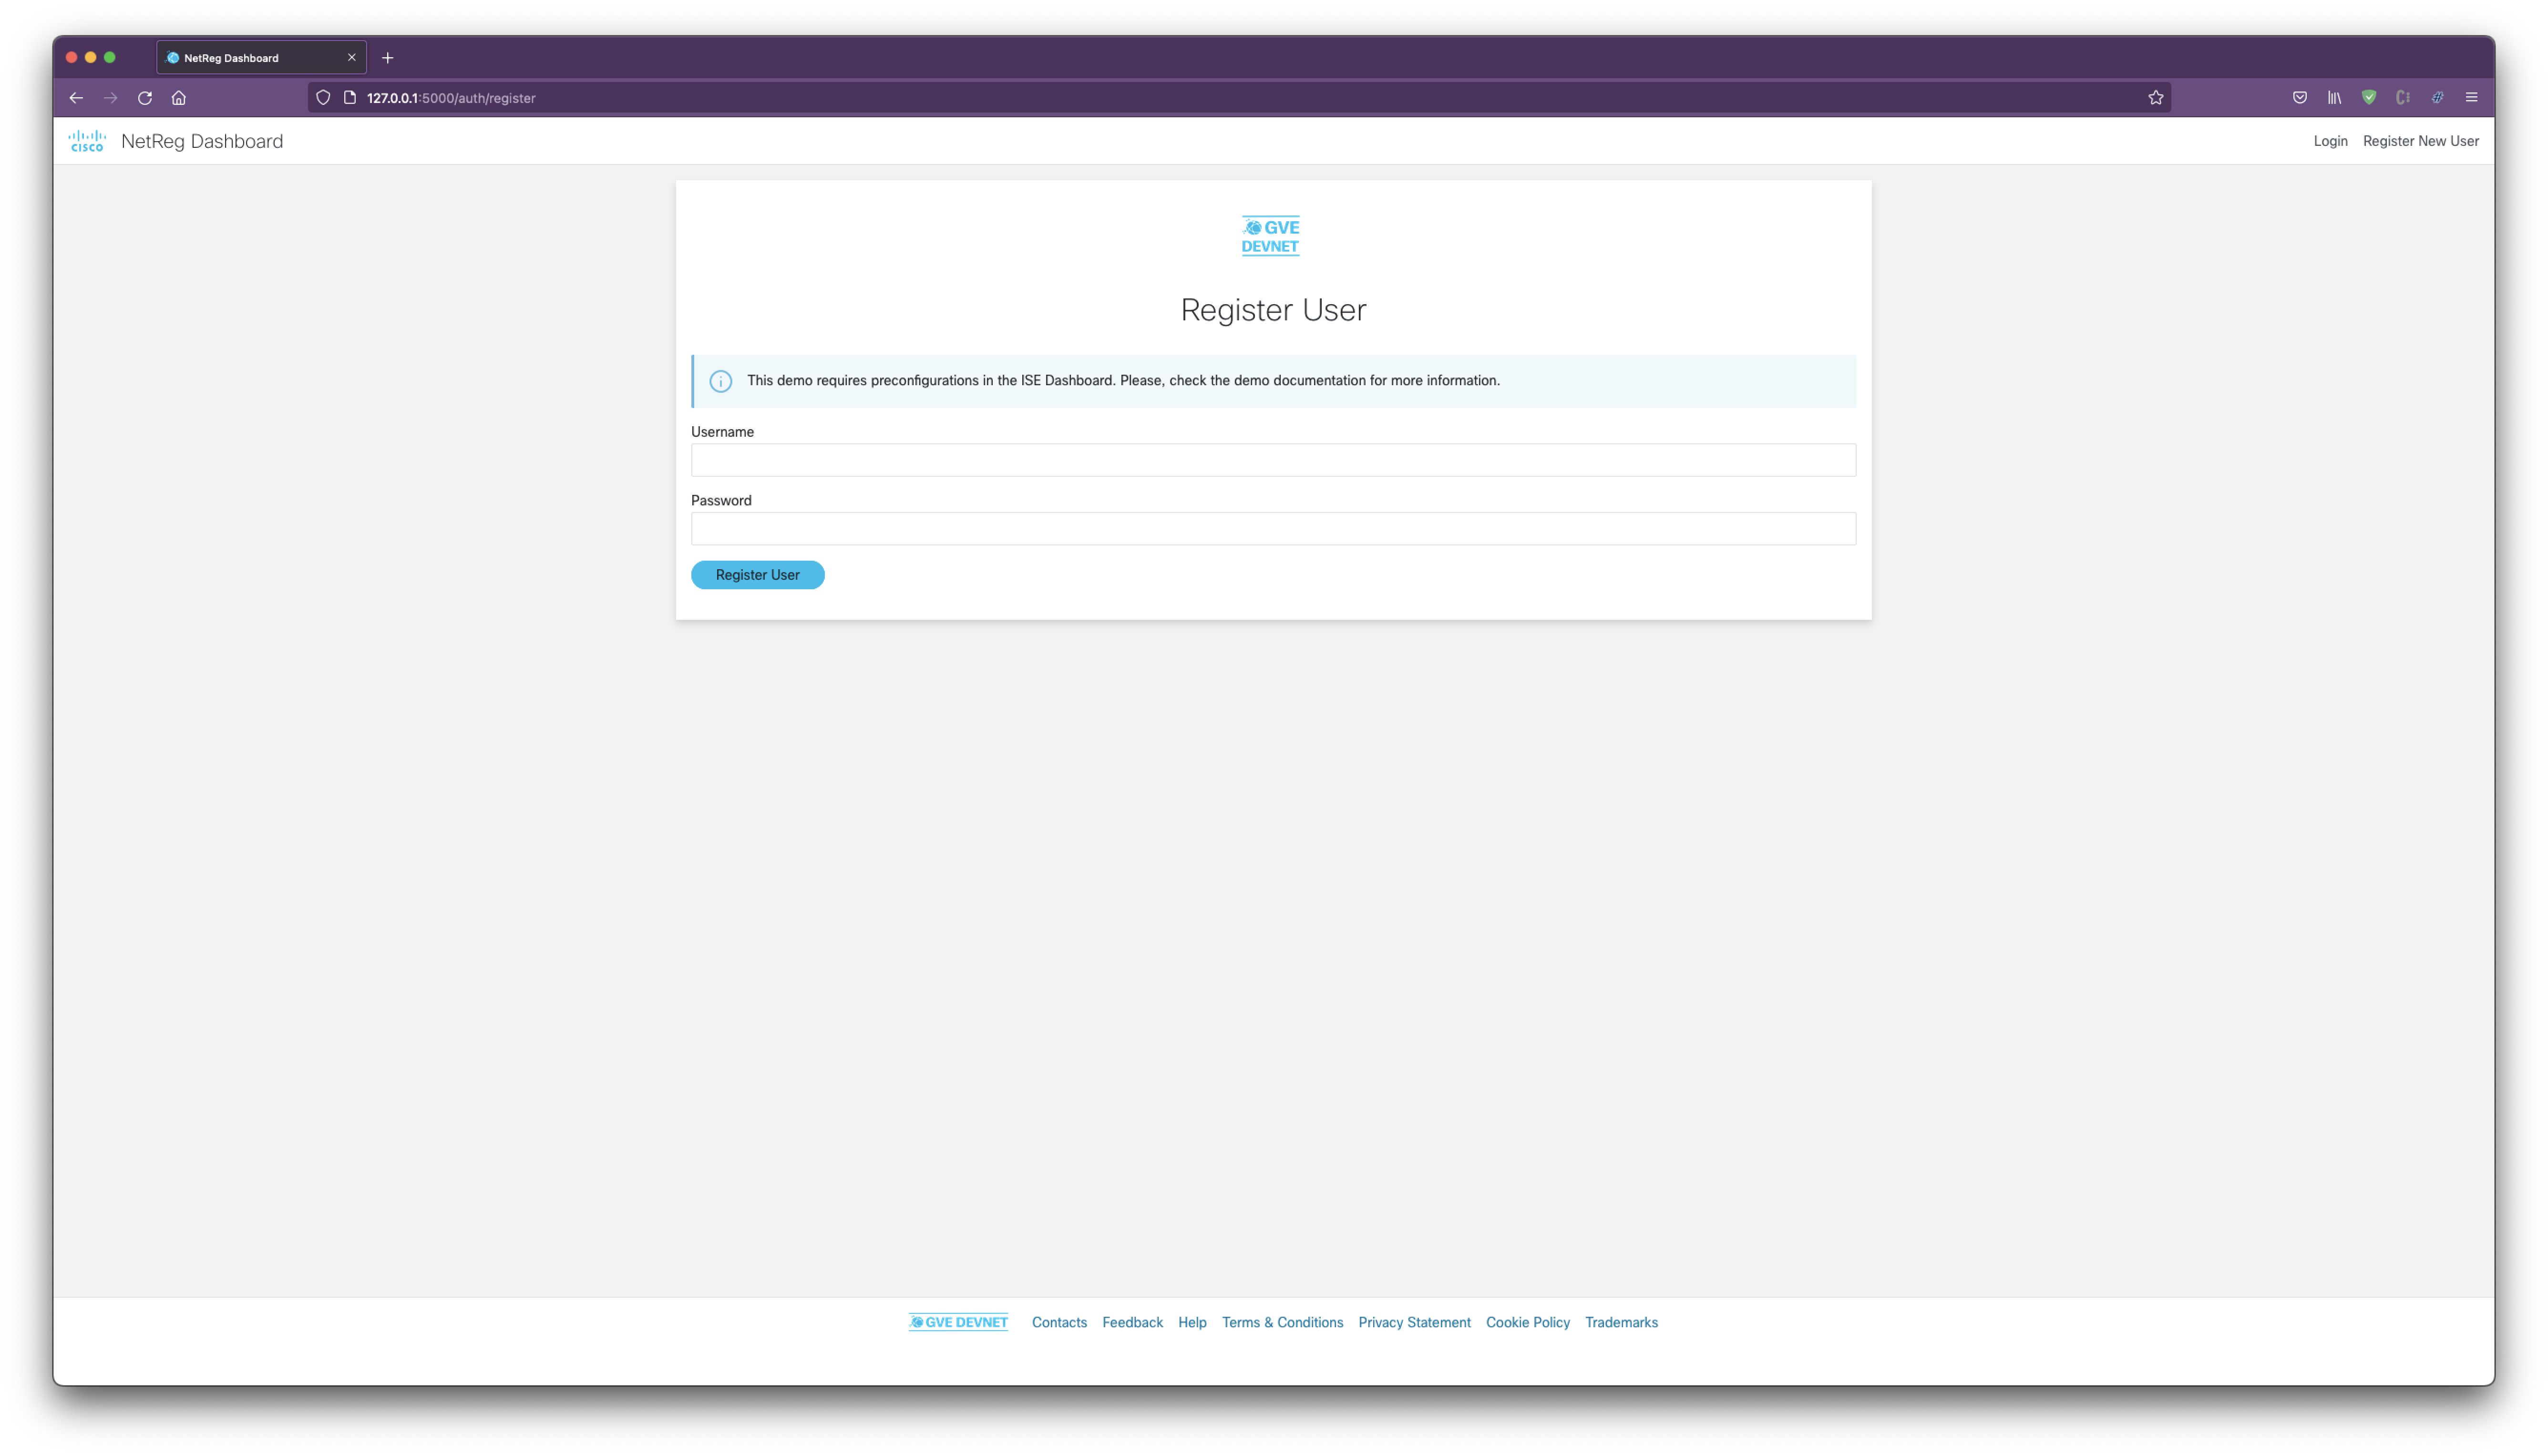 NetReg Dashboard
127.0.0.1:5000/auth/register
CISCO NetReg Dashboard Login Register New User
GVE
DEVNET
Register User
This demo requires preconfigurations in the ISE Dashboard. Please, check the demo documentation for more information.
Username
Password
Register User
GVE DEVNET Contacts Feedback Help Terms & Conditions Privacy Statement Cookie Policy Trademarks